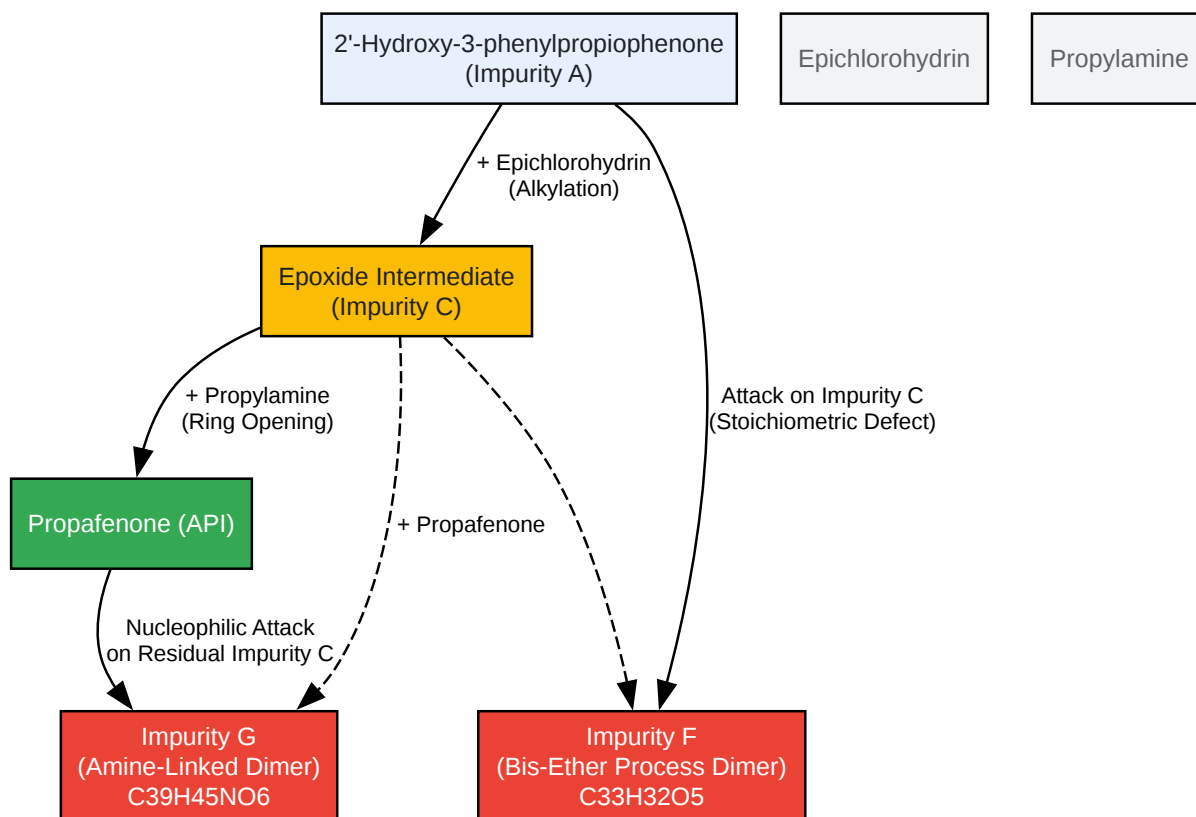 2'-Hydroxy-3-phenylpropiophenone
(Impurity A)
Epichlorohydrin
Propylamine
+ Epichlorohydrin
(Alkylation)
Epoxide Intermediate
(Impurity C)
+ Propylamine
(Ring Opening)
Attack on Impurity C
(Stoichiometric Defect)
Propafenone (API)
+ Propafenone
Nucleophilic Attack
on Residual Impurity C
Impurity G
(Amine-Linked Dimer)
C39H45NO6
Impurity F
(Bis-Ether Process Dimer)
C33H32O5